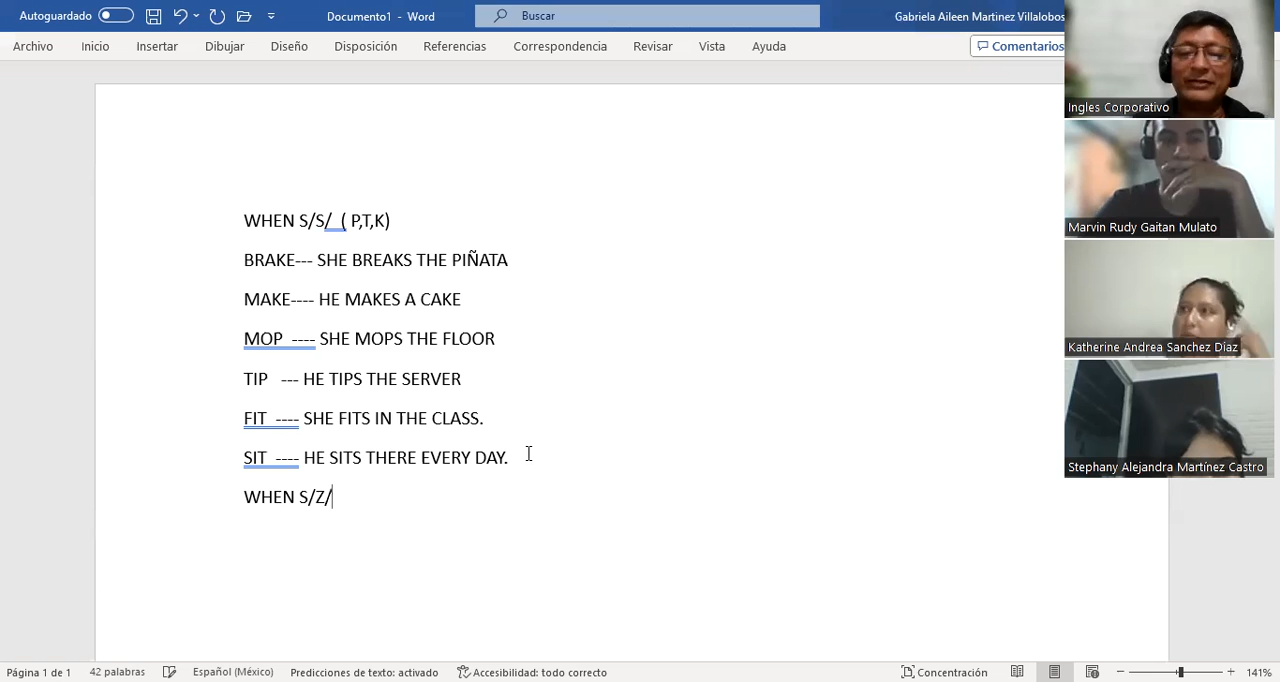 Autoguardado Documento1 - Word Buscar Gabriela Aileen Martinez Villalobos
Archivo Inicio Insertar Dibujar Diseño Disposición Referencias Correspondencia Revisar Vista Ayuda Comentarios
Ingles Corporativo
Marvin Rudy Gaitan Mulato
Katherine Andrea Sanchez Díaz
Stephany Alejandra Martínez Castro
WHEN S/S/ ( P,T,K)
BRAKE--- SHE BREAKS THE PIÑATA
MAKE---- HE MAKES A CAKE
MOP ---- SHE MOPS THE FLOOR
TIP --- HE TIPS THE SERVER
FIT ---- SHE FITS IN THE CLASS.
SIT ---- HE SITS THERE EVERY DAY.
WHEN S/Z/
Página 1 de 1 42 palabras Español (México) Predicciones de texto: activado Accesibilidad: todo correcto Concentración 141%